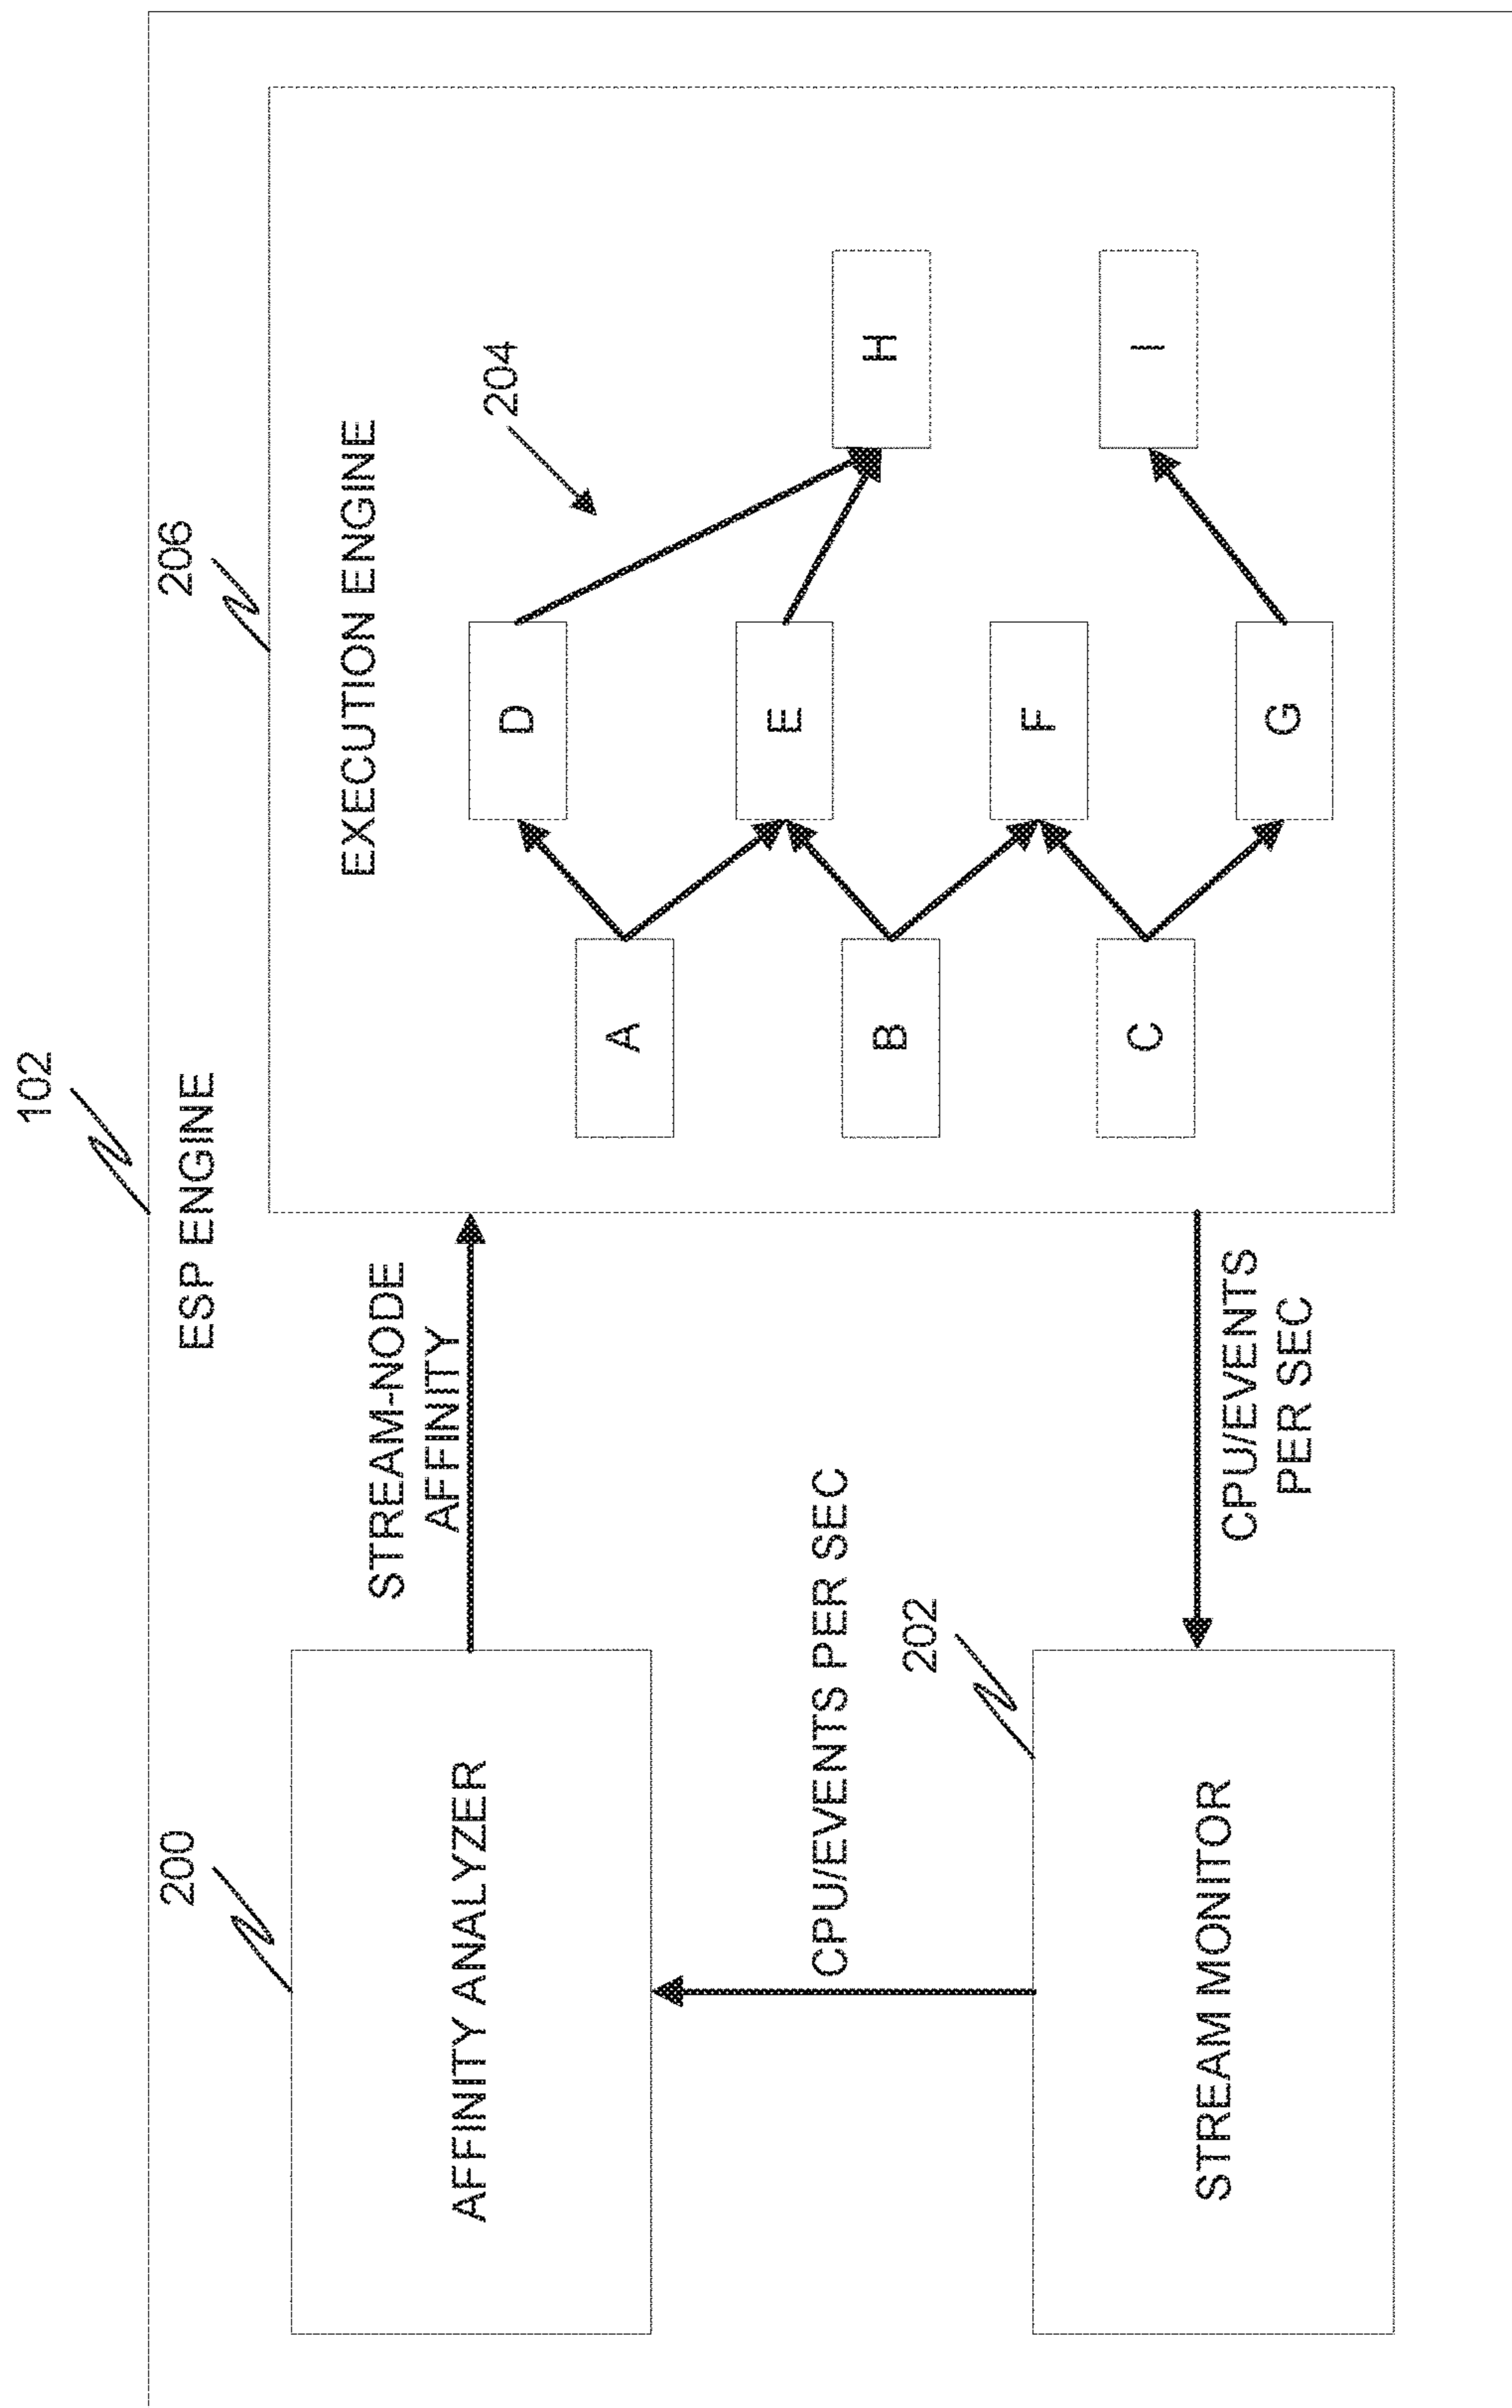 102
ESP ENGINE
200
AFFINITY ANALYZER
STREAM-NODE
AFFINITY
206
EXECUTION ENGINE
204
D
A
E
H
B
F
C
I
G
CPU/EVENTS PER SEC
202
STREAM MONITOR
CPU/EVENTS
PER SEC